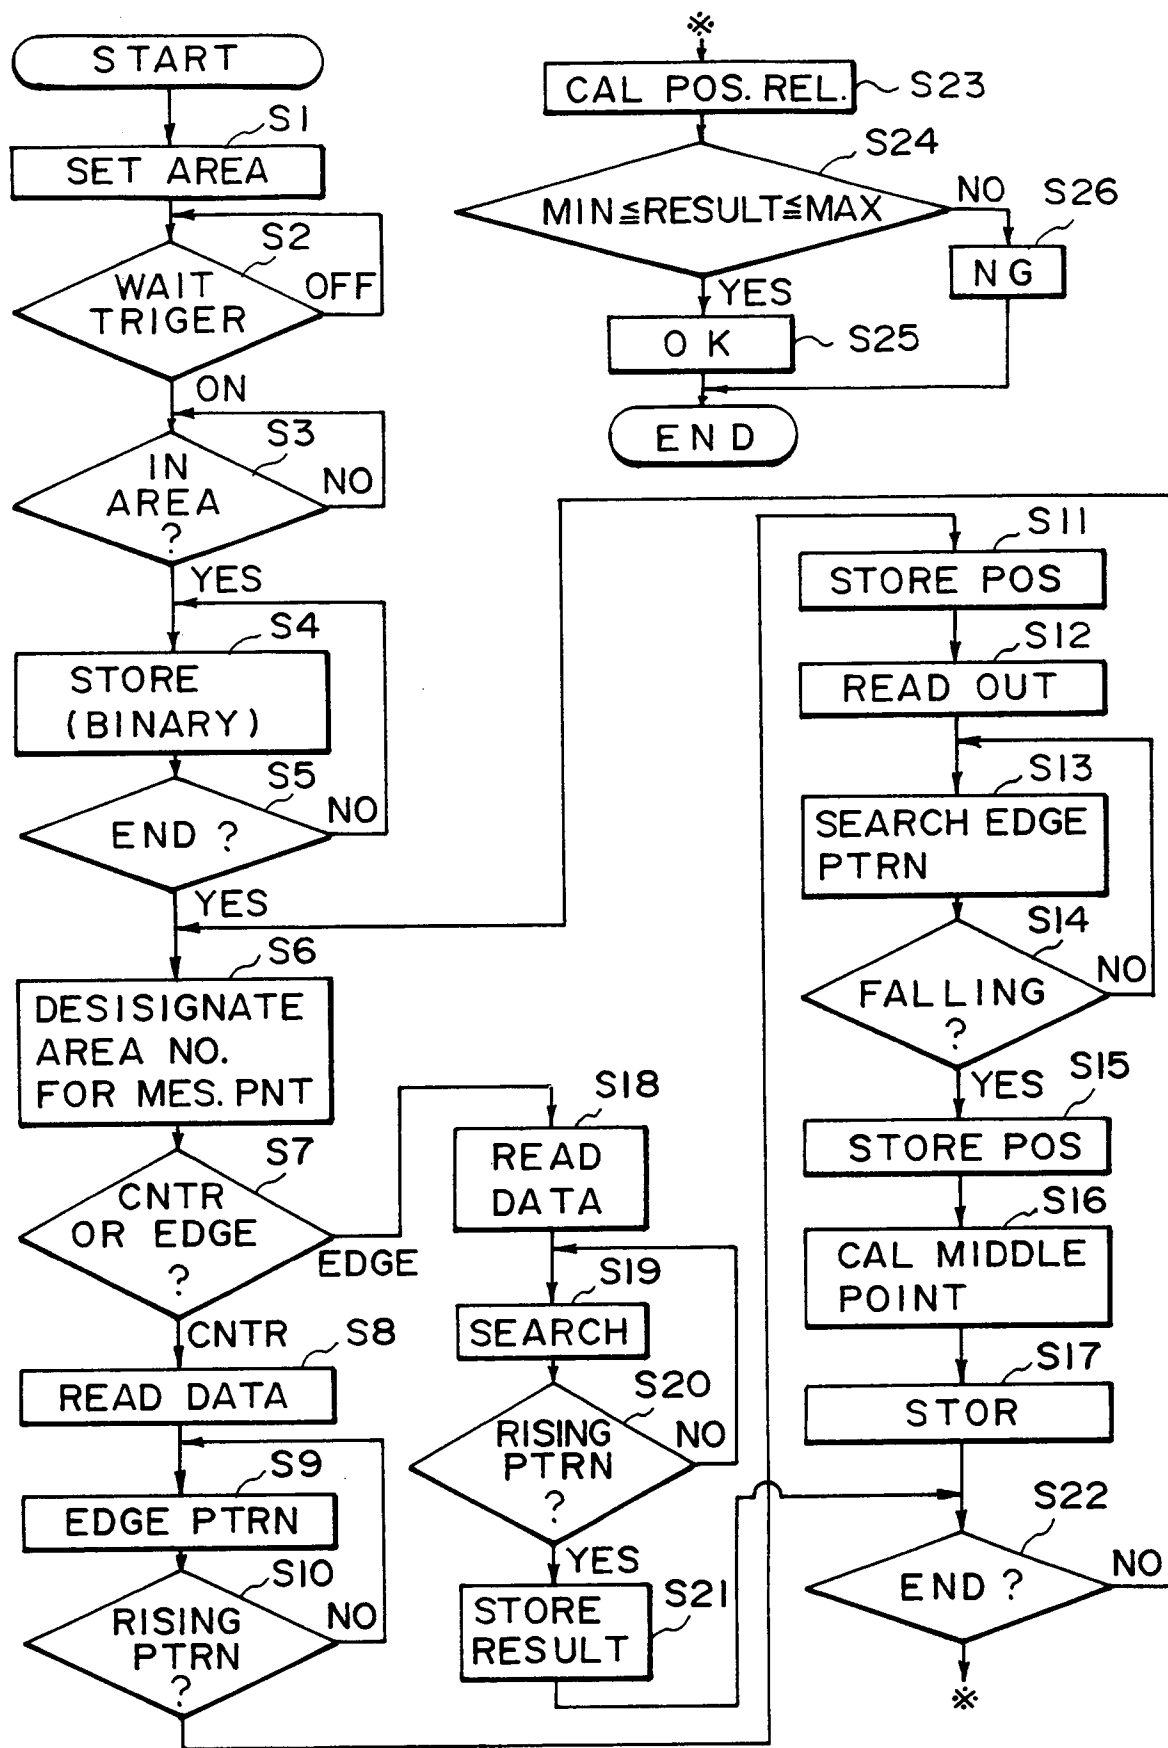 START
S1
SET AREA
S2
WAIT
TRIGER
OFF
ON
S3
IN
AREA
?
NO
YES
S4
STORE
(BINARY)
S5
END ?
NO
YES
S6
DESISIGNATE
AREA NO.
FOR MES. PNT
S7
CNTR
OR EDGE
?
EDGE
CNTR
S8
READ DATA
S9
EDGE PTRN
S10
RISING
PTRN
?
NO
S18
READ
DATA
S19
SEARCH
S20
RISING
PTRN
?
NO
YES
S21
STORE
RESULT
S11
STORE POS
S12
READ OUT
S13
SEARCH EDGE
PTRN
S14
FALLING
?
NO
YES
S15
STORE POS
S16
CAL MIDDLE
POINT
S17
STOR
S22
END ?
NO
※
※
CAL POS. REL.
S23
S24
MIN≦RESULT≦MAX
NO
S26
NG
YES
OK
S25
END